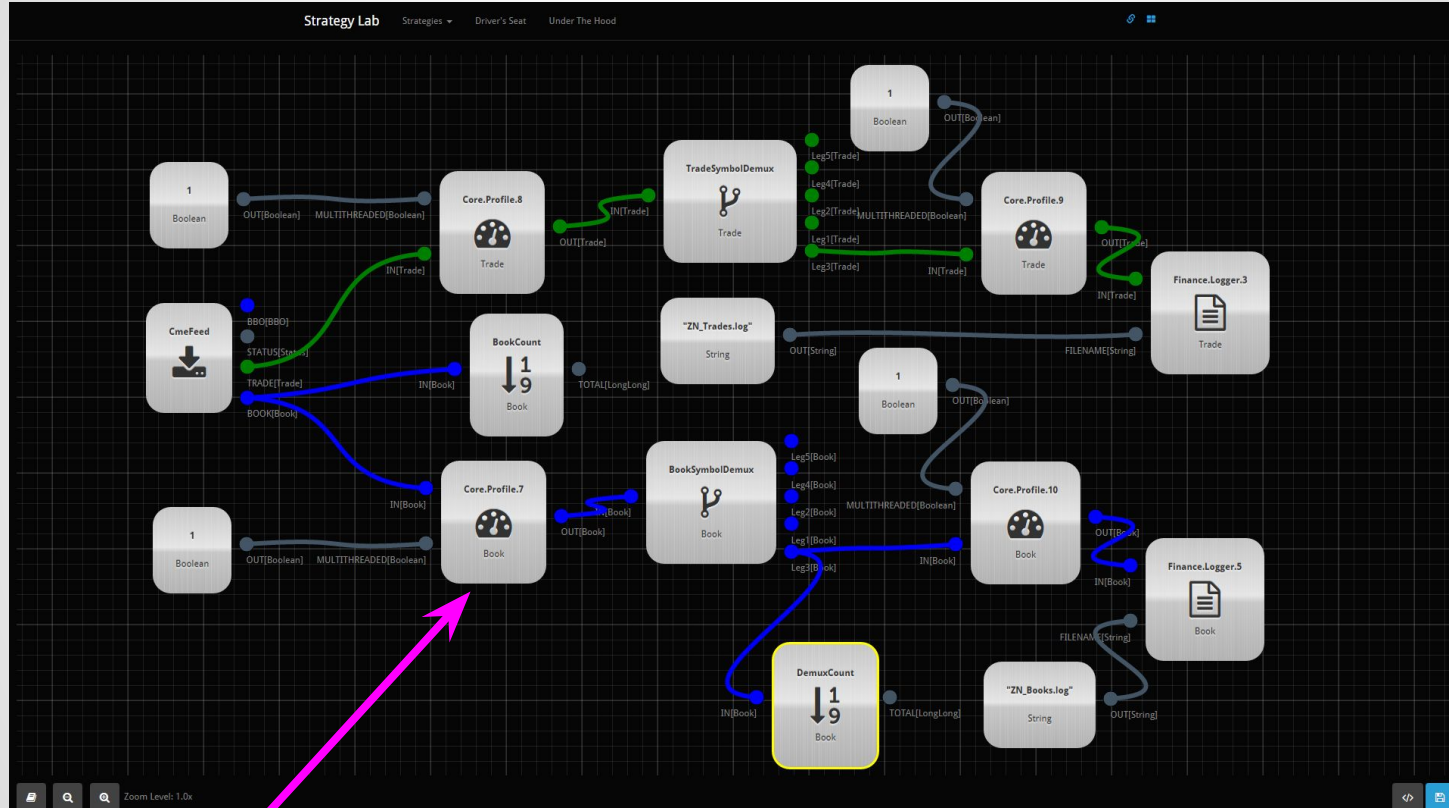 Strategy Lab
Strategies
Driver's Seat
Under The Hood
1
Boolean
OUT[Boolean]
TradeSymbolDemux
Trade
Leg5[Trade]
Leg4[Trade]
Leg2[Trade]
Leg1[Trade]
Leg3[Trade]
1
Boolean
OUT[Boolean]
MULTITHREADED[Boolean]
Core.Profile.8
Trade
IN[Trade]
OUT[Trade]
IN[Trade]
MULTITHREADED[Boolean]
IN[Trade]
Core.Profile.9
Trade
OUT[Trade]
IN[Trade]
Finance.Logger.3
Trade
FILENAME[String]
CmeFeed
BBO[BBO]
STATUS[Status]
TRADE[Trade]
BOOK[Book]
BookCount
1
9
Book
IN[Book]
TOTAL[LongLong]
"ZN_Trades.log"
String
OUT[String]
1
Boolean
OUT[Boolean]
1
Boolean
OUT[Boolean]
MULTITHREADED[Boolean]
IN[Book]
Core.Profile.7
Book
OUT[Book]
IN[Book]
BookSymbolDemux
Book
Leg5[Book]
Leg4[Book]
Leg2[Book]
Leg1[Book]
Leg3[Book]
MULTITHREADED[Boolean]
IN[Book]
Core.Profile.10
Book
OUT[Book]
IN[Book]
Finance.Logger.5
Book
FILENAME[String]
DemuxCount
1
9
Book
IN[Book]
TOTAL[LongLong]
"ZN_Books.log"
String
OUT[String]
Zoom Level: 1.0x